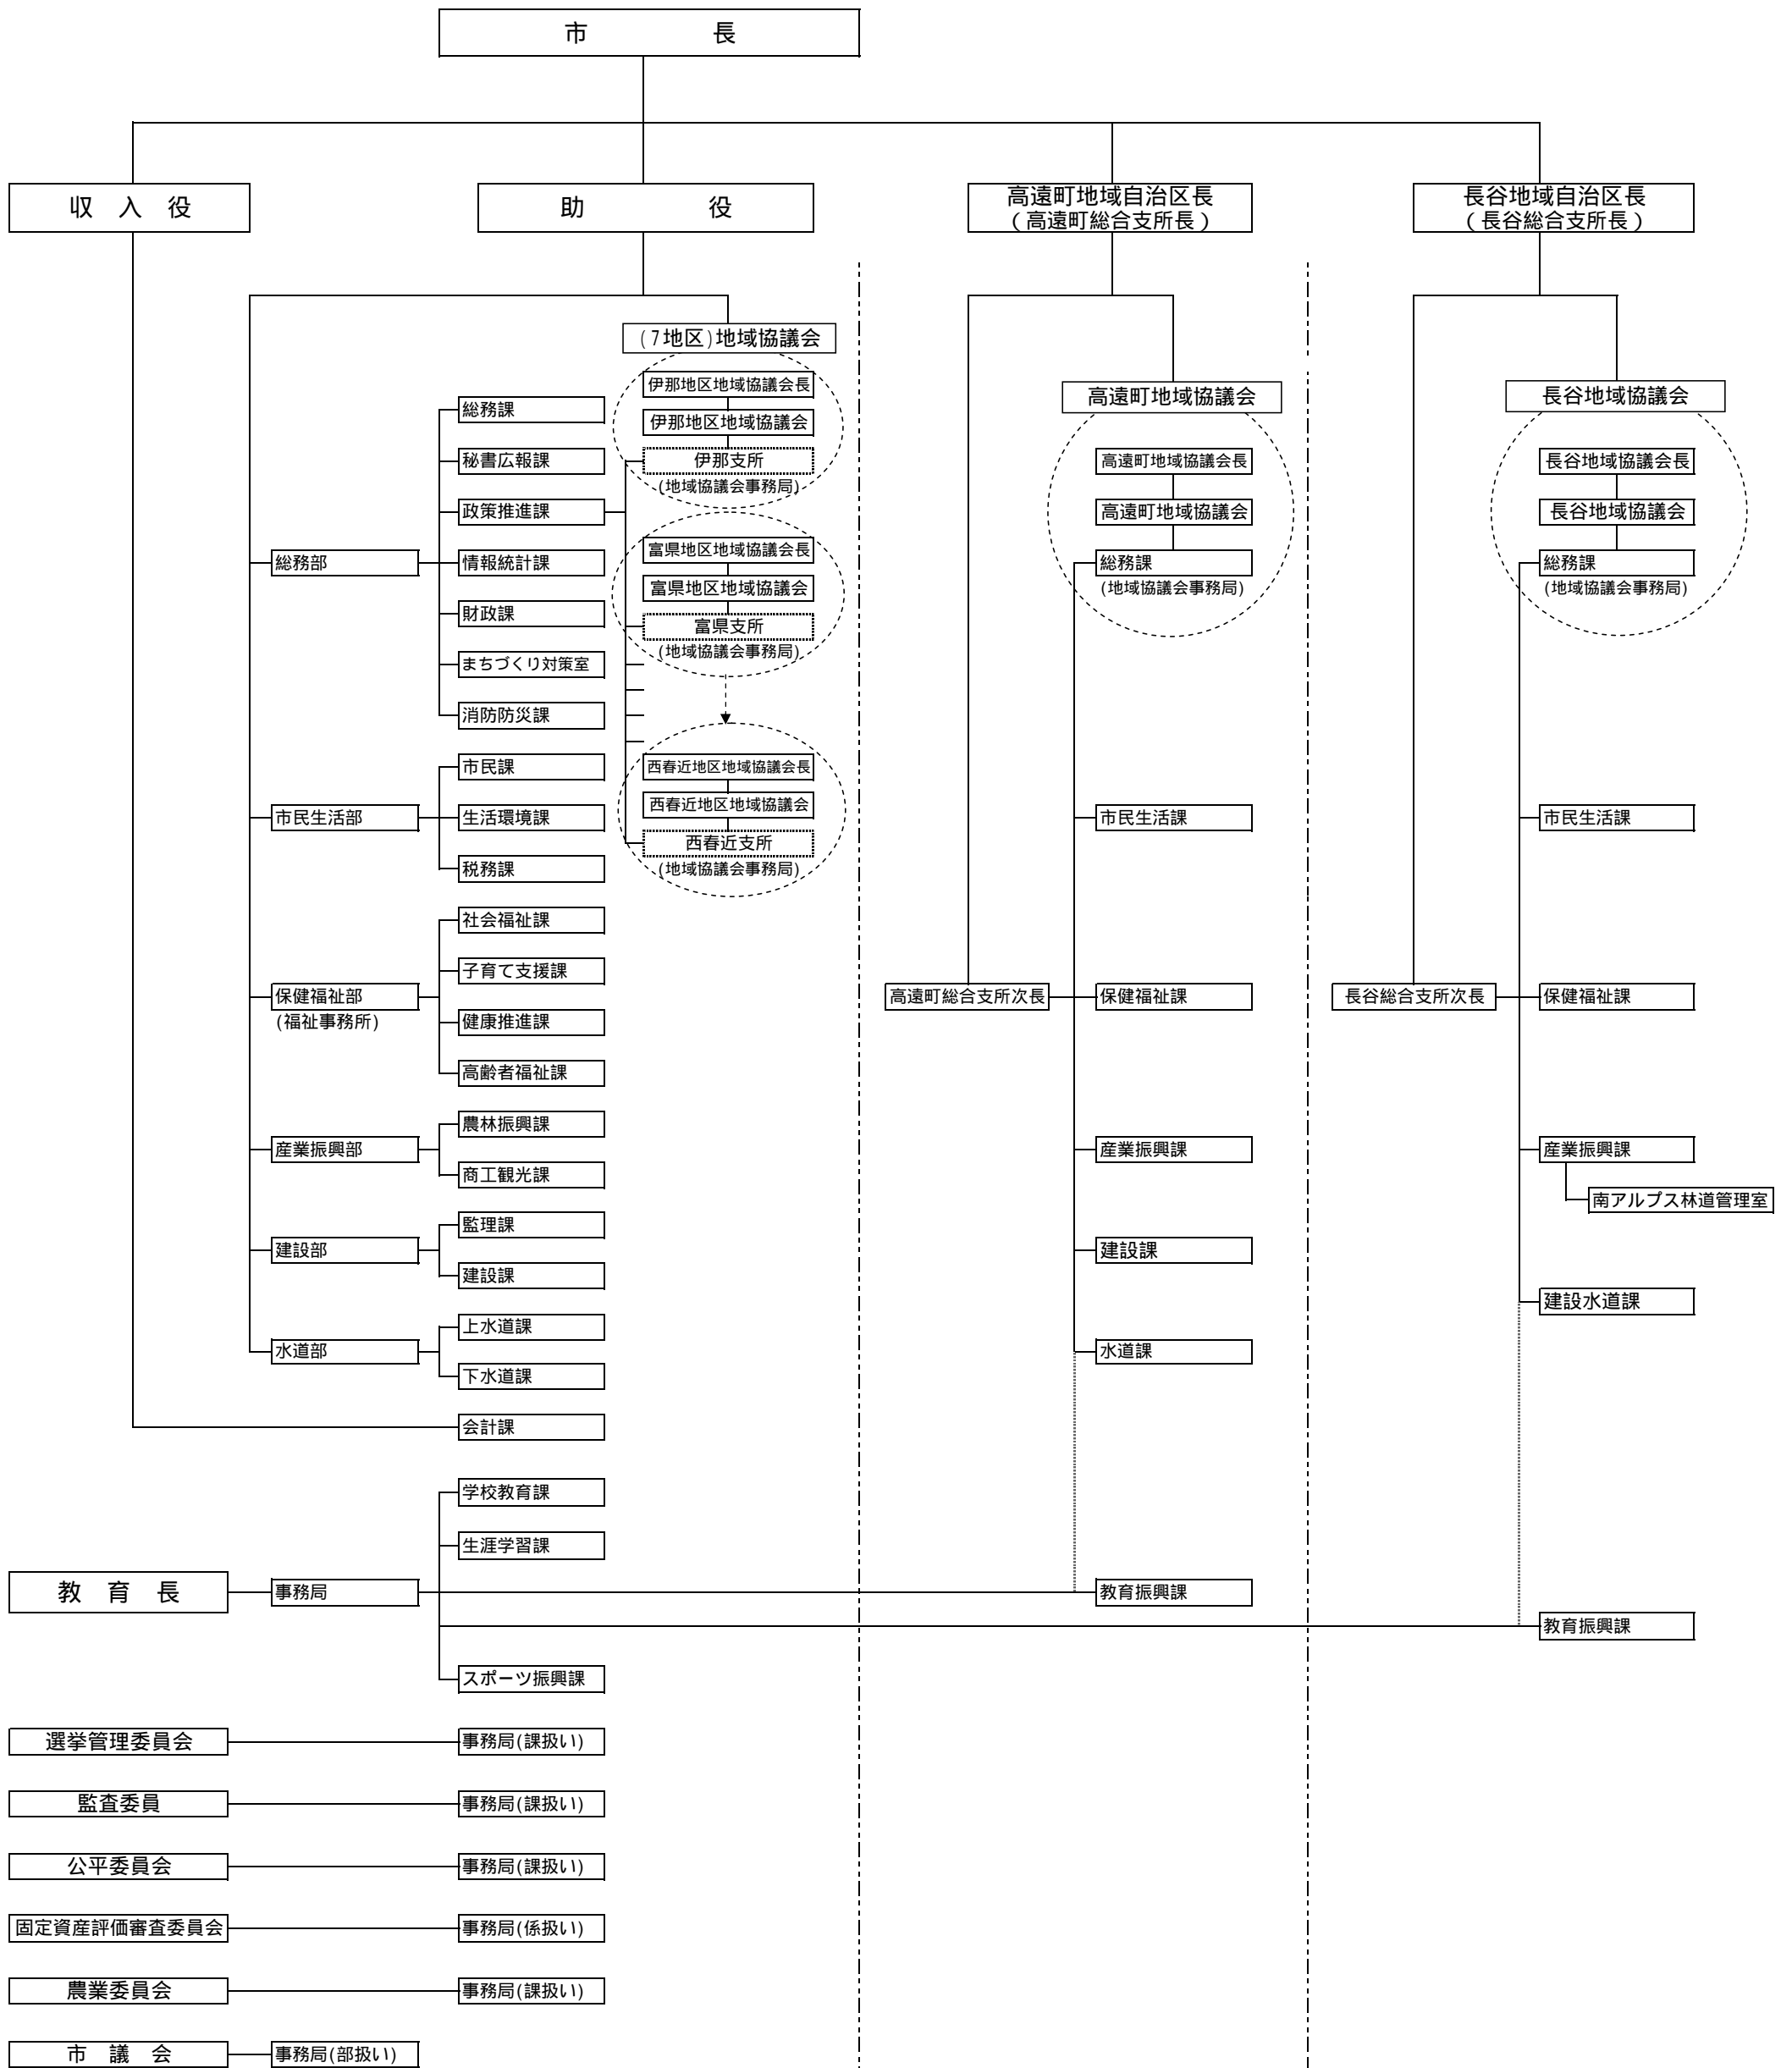 市　長
収 入 役
助　役
高遠町地域自治区長
(高遠町総合支所長)
長谷地域自治区長
(長谷総合支所長)
(7地区)地域協議会
伊那地区地域協議会長
伊那地区地域協議会
伊那支所
(地域協議会事務局)
富県地区地域協議会長
富県地区地域協議会
富県支所
(地域協議会事務局)
西春近地区地域協議会長
西春近地区地域協議会
西春近支所
(地域協議会事務局)
総務部
総務課
秘書広報課
政策推進課
情報統計課
財政課
まちづくり対策室
消防防災課
市民生活部
市民課
生活環境課
税務課
保健福祉部
(福祉事務所)
社会福祉課
子育て支援課
健康推進課
高齢者福祉課
産業振興部
農林振興課
商工観光課
建設部
監理課
建設課
水道部
上水道課
下水道課
会計課
高遠町地域協議会
高遠町地域協議会長
高遠町地域協議会
総務課
(地域協議会事務局)
市民生活課
高遠町総合支所次長
保健福祉課
産業振興課
建設課
水道課
長谷地域協議会
長谷地域協議会長
長谷地域協議会
総務課
(地域協議会事務局)
市民生活課
長谷総合支所次長
保健福祉課
産業振興課
南アルプス林道管理室
建設水道課
教 育 長
事務局
学校教育課
生涯学習課
教育振興課
教育振興課
スポーツ振興課
選挙管理委員会
事務局(課扱い)
監査委員
事務局(課扱い)
公平委員会
事務局(課扱い)
固定資産評価審査委員会
事務局(係扱い)
農業委員会
事務局(課扱い)
市 議 会
事務局(部扱い)